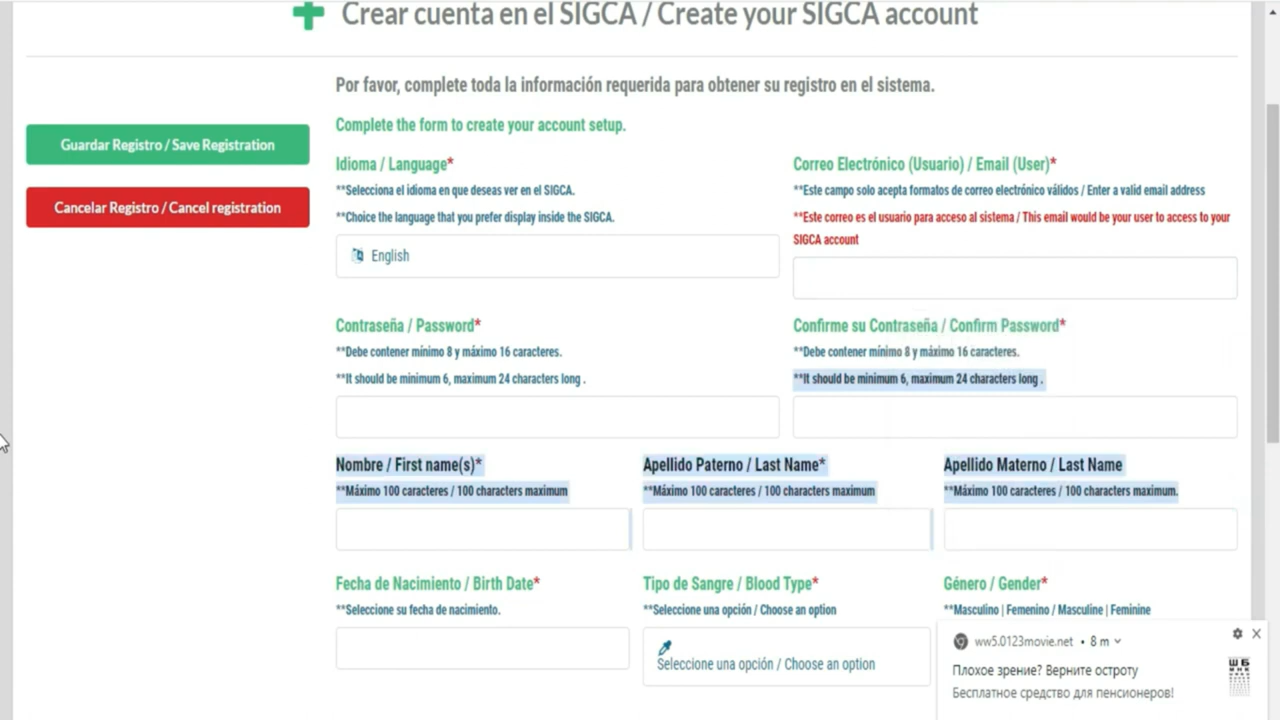 Crear cuenta en el SIGCA / Create your SIGCA account
Por favor, complete toda la información requerida para obtener su registro en el sistema.
Complete the form to create your account setup.
Guardar Registro / Save Registration
Cancelar Registro / Cancel registration
Idioma / Language*
**Selecciona el idioma en que deseas ver en el SIGCA.
**Choice the language that you prefer display inside the SIGCA.
English
Correo Electrónico (Usuario) / Email (User)*
**Este campo solo acepta formatos de correo electrónico válidos / Enter a valid email address
**Este correo es el usuario para acceso al sistema / This email would be your user to access to your
SIGCA account
Contraseña / Password*
**Debe contener mínimo 8 y máximo 16 caracteres.
**It should be minimum 6, maximum 24 characters long .
Confirme su Contraseña / Confirm Password*
**Debe contener mínimo 8 y máximo 16 caracteres.
**It should be minimum 6, maximum 24 characters long .
Nombre / First name(s)*
**Máximo 100 caracteres / 100 characters maximum
Apellido Paterno / Last Name*
**Máximo 100 caracteres / 100 characters maximum
Apellido Materno / Last Name
**Máximo 100 caracteres / 100 characters maximum.
Fecha de Nacimiento / Birth Date*
**Seleccione su fecha de nacimiento.
Tipo de Sangre / Blood Type*
**Seleccione una opción / Choose an option
Seleccione una opción / Choose an option
Género / Gender*
**Masculino | Femenino / Masculine | Feminine
ww5.0123movie.net • 8 m
Плохое зрение? Верните остроту
Бесплатное средство для пенсионеров!
Ш Б